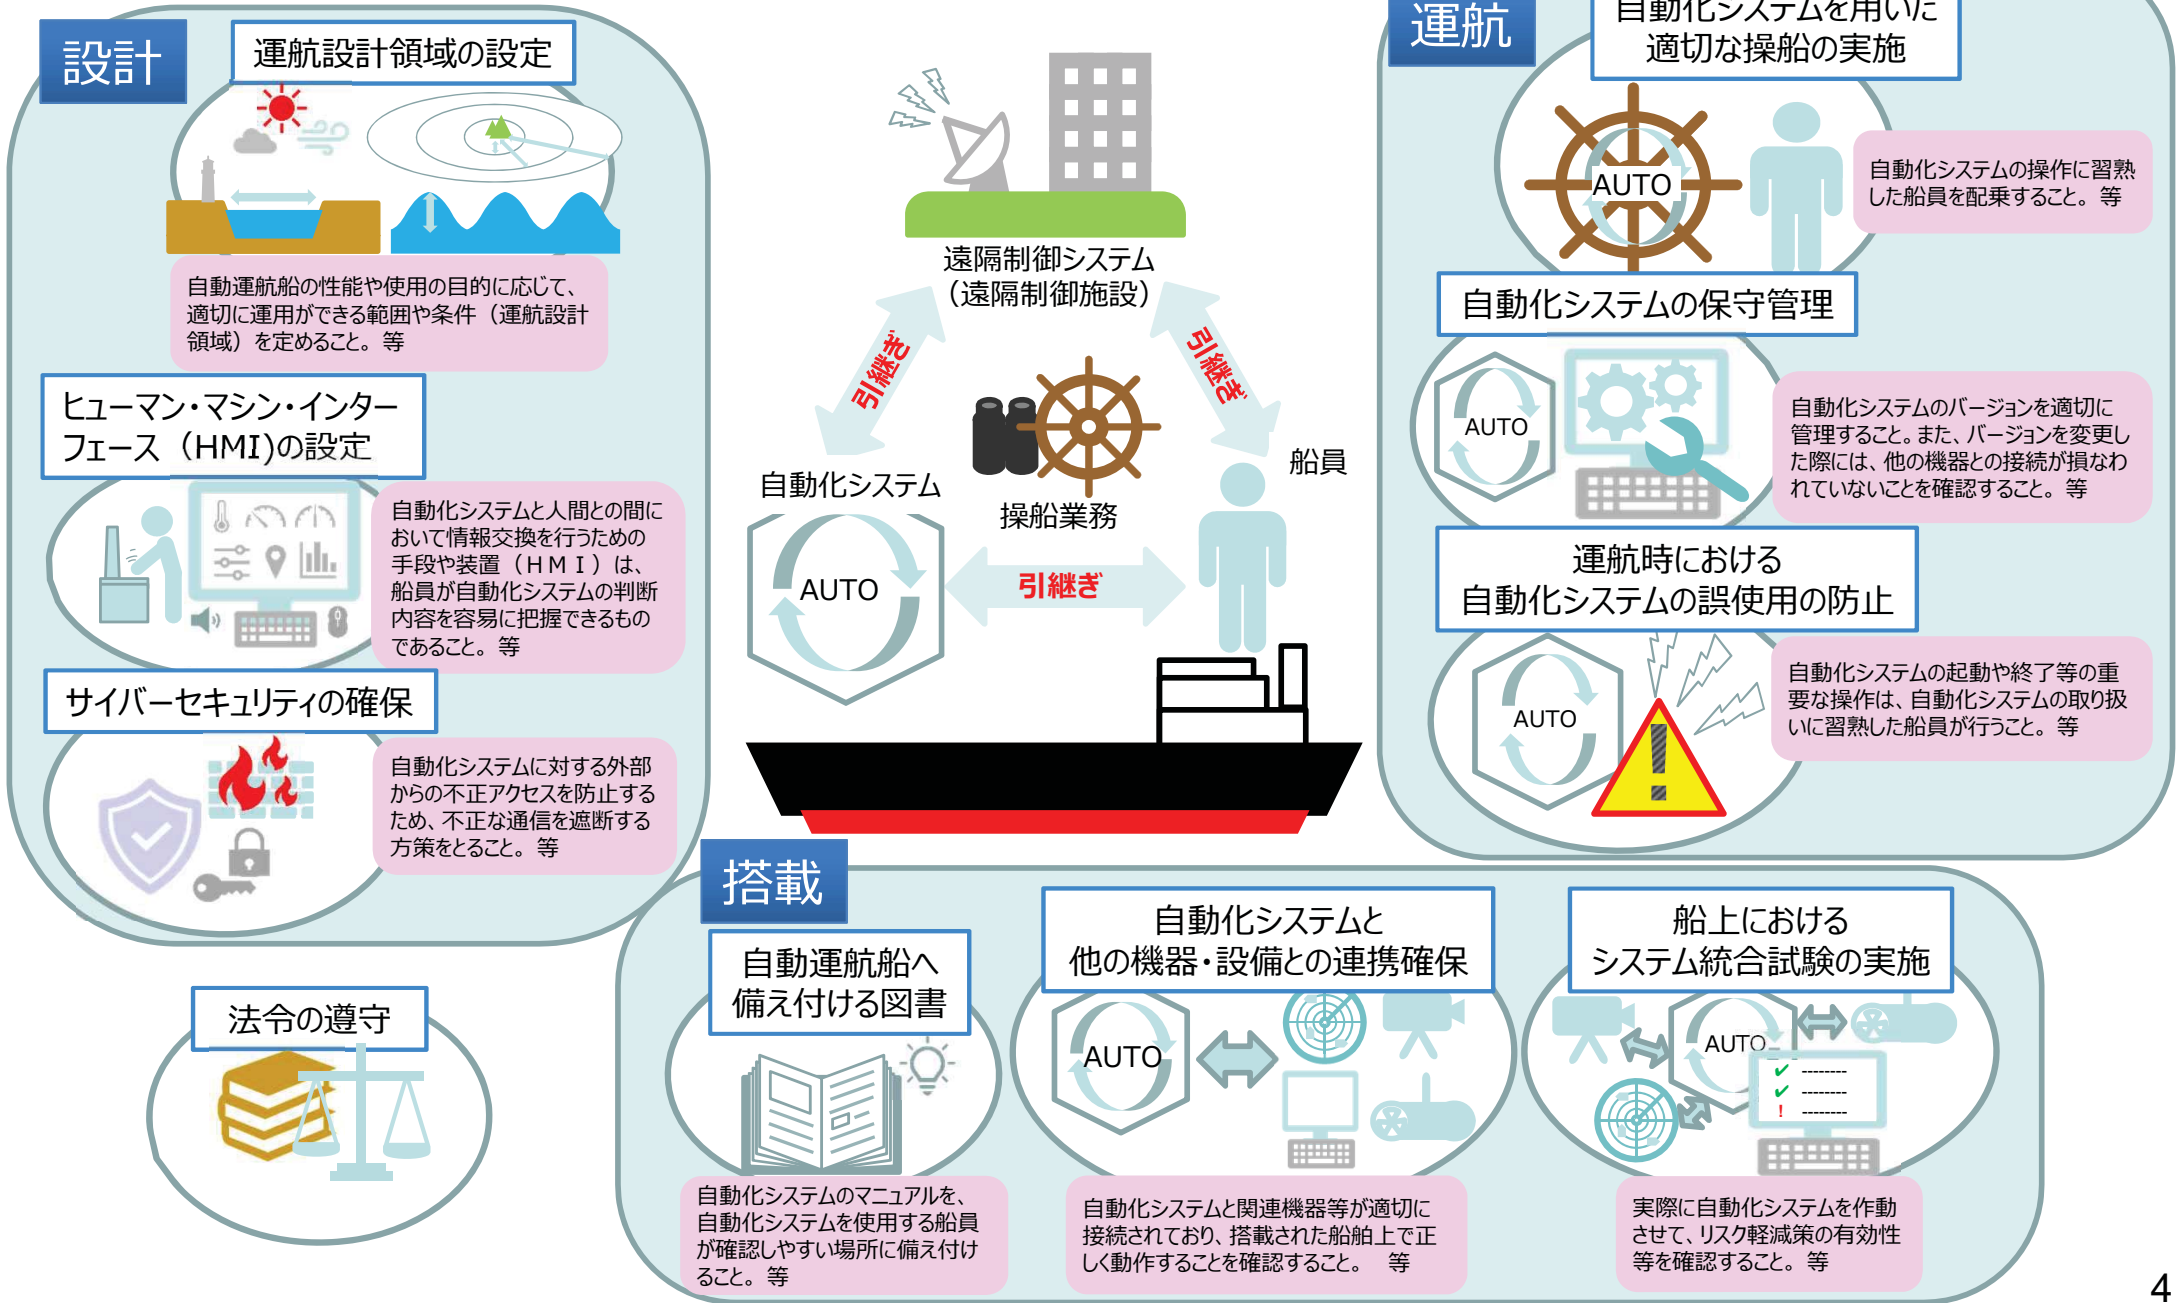 設計
運航設計領域の設定
自動運航船の性能や使用の目的に応じて、
適切に運用ができる範囲や条件（運航設計
領域）を定めること。等
ヒューマン・マシン・インター
フェース（HMI)の設定
自動化システムと人間との間に
おいて情報交換を行うための
手段や装置（ＨＭＩ）は、
船員が自動化システムの判断
内容を容易に把握できるもの
であること。等
サイバーセキュリティの確保
自動化システムに対する外部
からの不正アクセスを防止する
ため、不正な通信を遮断する
方策をとること。等
法令の遵守
遠隔制御システム
（遠隔制御施設）
引継ぎ
引継ぎ
自動化システム
AUTO
操船業務
船員
引継ぎ
運航
自動化システムを用いた
適切な操船の実施
AUTO
自動化システムの操作に習熟
した船員を配乗すること。等
自動化システムの保守管理
AUTO
自動化システムのバージョンを適切に
管理すること。また、バージョンを変更し
た際には、他の機器との接続が損なわ
れていないことを確認すること。等
運航時における
自動化システムの誤使用の防止
AUTO
!
自動化システムの起動や終了等の重
要な操作は、自動化システムの取り扱
いに習熟した船員が行うこと。等
搭載
自動運航船へ
備え付ける図書
自動化システムのマニュアルを、
自動化システムを使用する船員
が確認しやすい場所に備え付け
ること。等
自動化システムと
他の機器・設備との連携確保
AUTO
自動化システムと関連機器等が適切に
接続されており、搭載された船舶上で正
しく動作することを確認すること。　等
船上における
システム統合試験の実施
AUTO
✔ --------
✔ --------
! --------
実際に自動化システムを作動
させて、リスク軽減策の有効性
等を確認すること。等
4